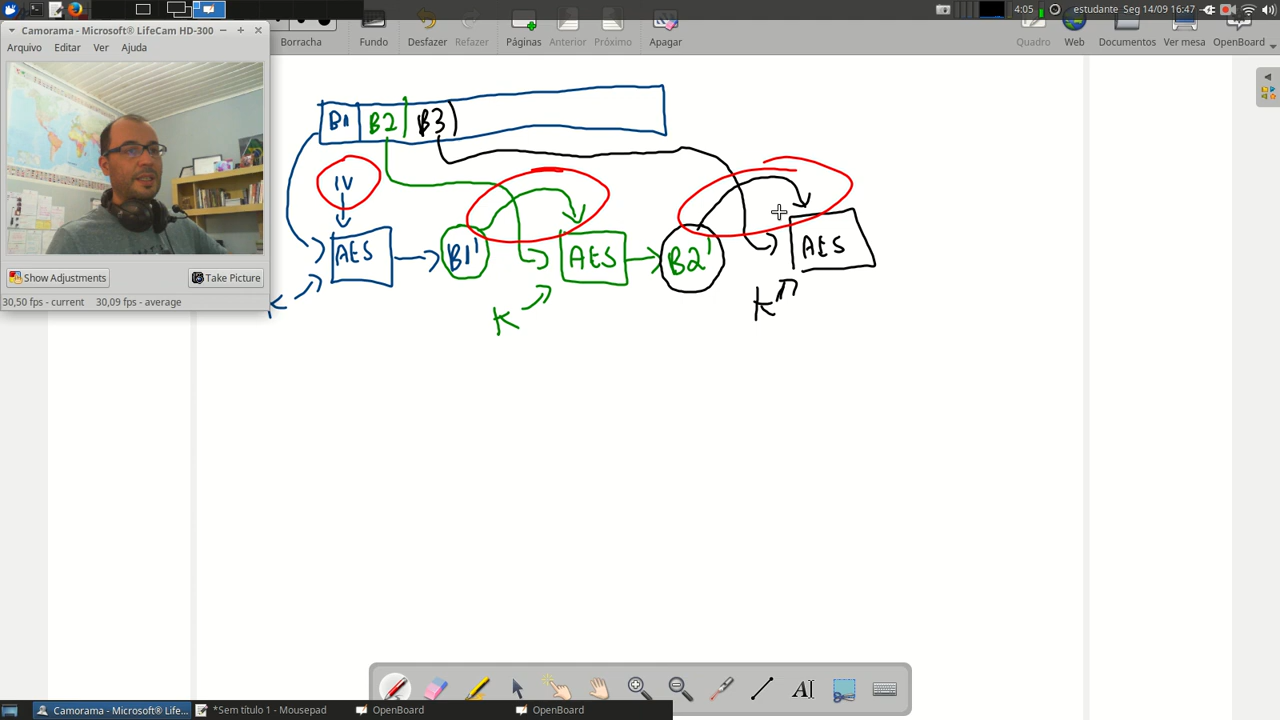 4:05 estudante Seg 14/09 16:47
Camorama - Microsoft® LifeCam HD-300
Arquivo Editar Ver Ajuda
Borracha Fundo Desfazer Refazer Páginas Anterior Próximo Apagar Quadro Web Documentos Ver mesa OpenBoard
B1 B2 B3
IV
AES B1' AES B2' AES
K K K
Show Adjustments Take Picture
30,50 fps - current 30,09 fps - average
Camorama - Microsoft® Life... *Sem título 1 - Mousepad OpenBoard OpenBoard